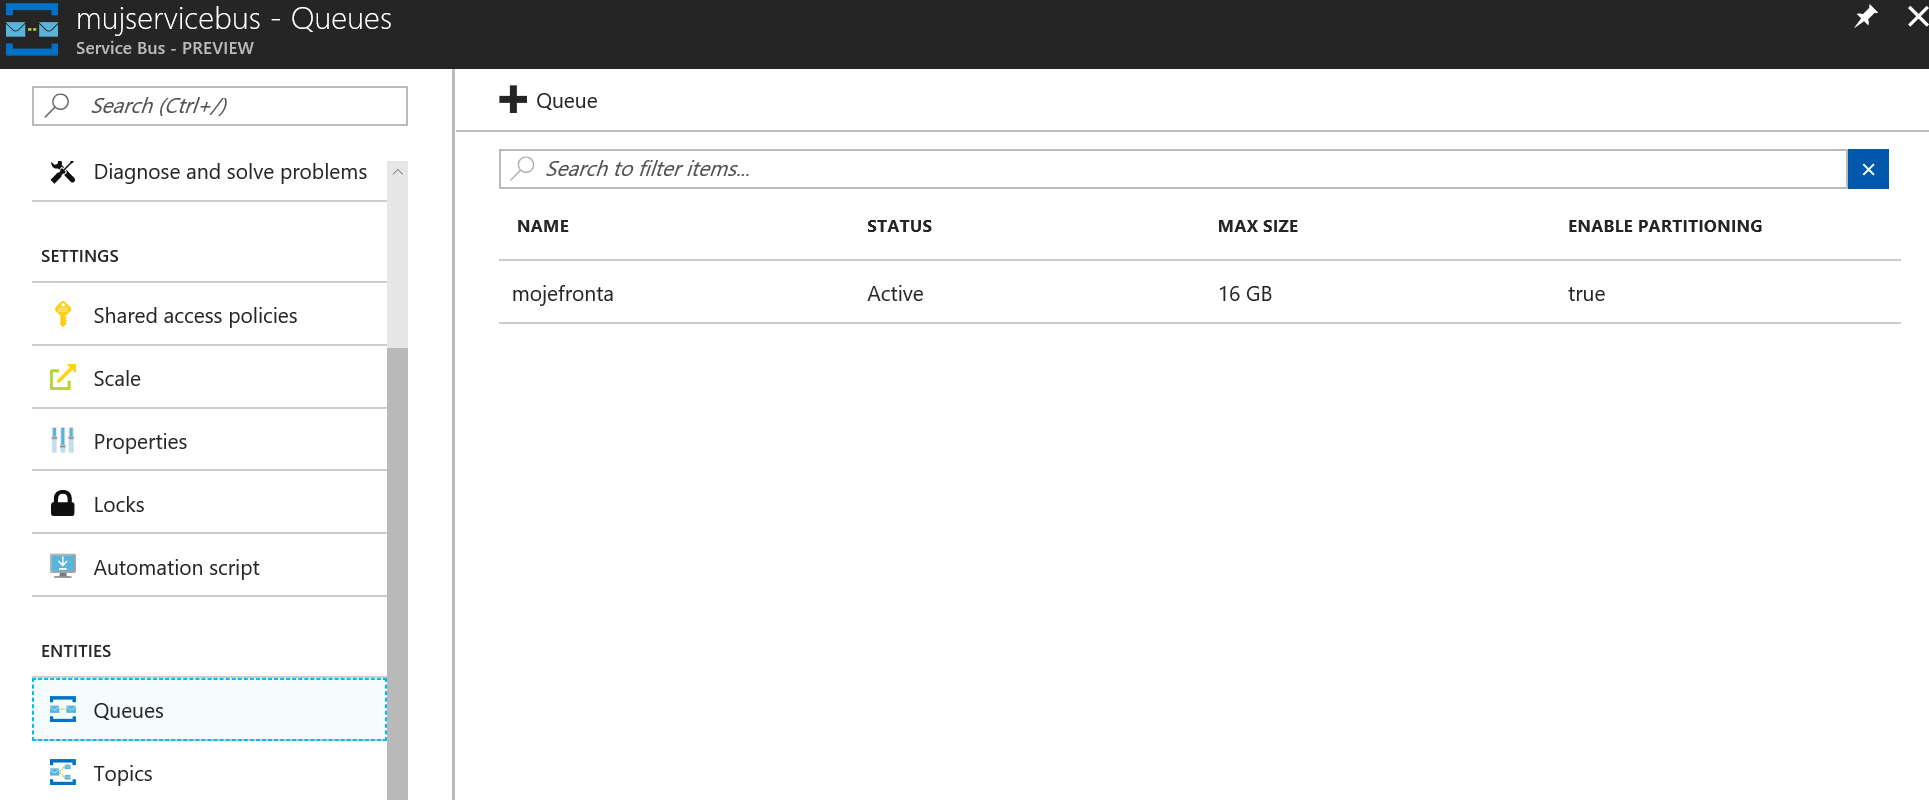 mujservicebus - Queues
Service Bus - PREVIEW
Search (Ctrl+/)
Diagnose and solve problems
SETTINGS
Shared access policies
Scale
Properties
Locks
Automation script
ENTITIES
Queues
Topics
Queue
Search to filter items...
NAME STATUS MAX SIZE ENABLE PARTITIONING
mojefronta Active 16 GB true